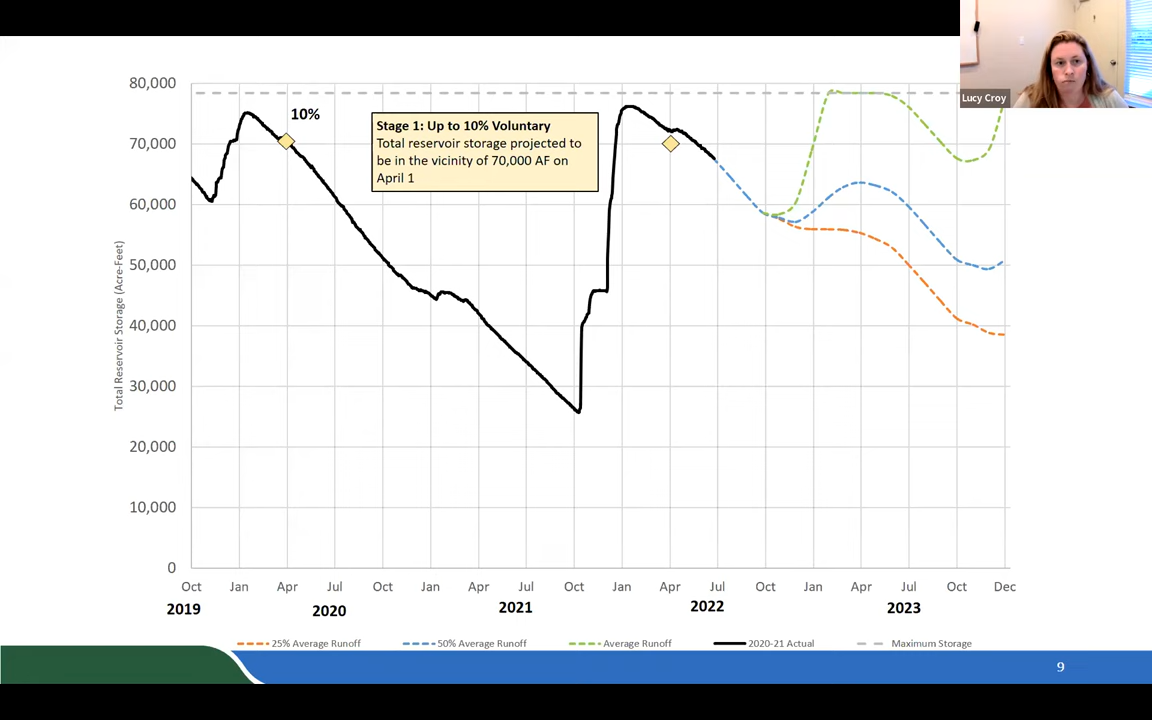 Lucy Croy
80,000
70,000
60,000
50,000
40,000
30,000
20,000
10,000
0
Total Reservoir Storage (Acre-Feet)
10%
Stage 1: Up to 10% Voluntary
Total reservoir storage projected to
be in the vicinity of 70,000 AF on
April 1
Oct Jan Apr Jul Oct Jan Apr Jul Oct Jan Apr Jul Oct Jan Apr Jul Oct Dec
2019 2020 2021 2022 2023
25% Average Runoff 50% Average Runoff Average Runoff 2020-21 Actual Maximum Storage
9